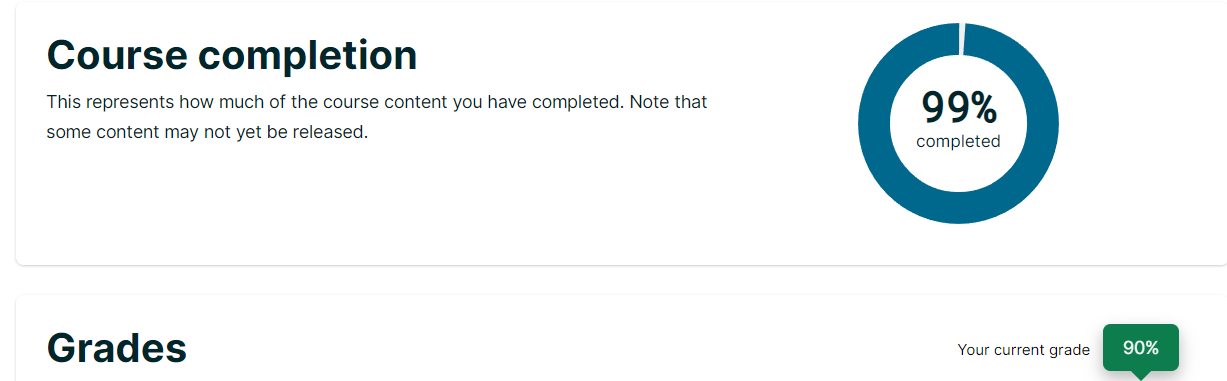 Course completion
This represents how much of the course content you have completed. Note that
some content may not yet be released.
99%
completed
Grades
Your current grade
90%